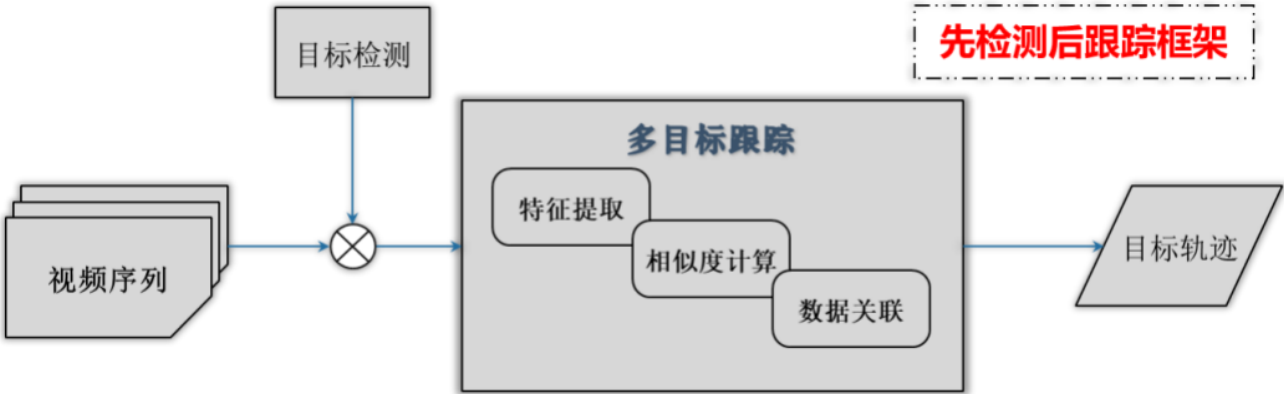 目标检测
先检测后跟踪框架
多目标跟踪
特征提取
相似度计算
数据关联
视频序列
目标轨迹